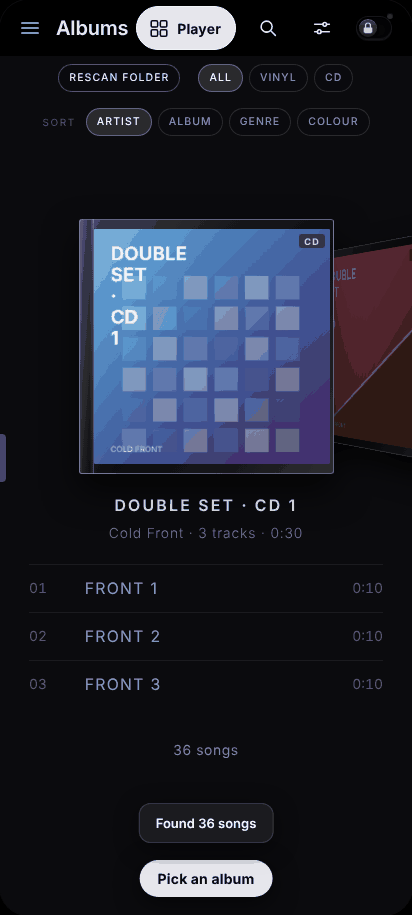 Albums Player
RESCAN FOLDER ALL VINYL CD
SORT ARTIST ALBUM GENRE COLOUR
CD
DOUBLE
SET
·
CD
1
COLD FRONT
DOUBLE SET · CD 1
Cold Front · 3 tracks · 0:30
01 FRONT 1 0:10
02 FRONT 2 0:10
03 FRONT 3 0:10
36 songs
Found 36 songs
Pick an album